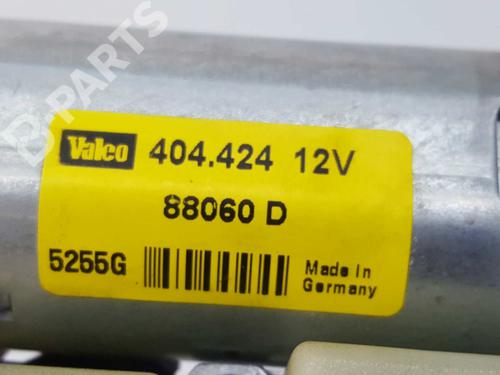 B-PARTS
Valeo 404.424 12V
88060 D
5255G
Made in
Germany